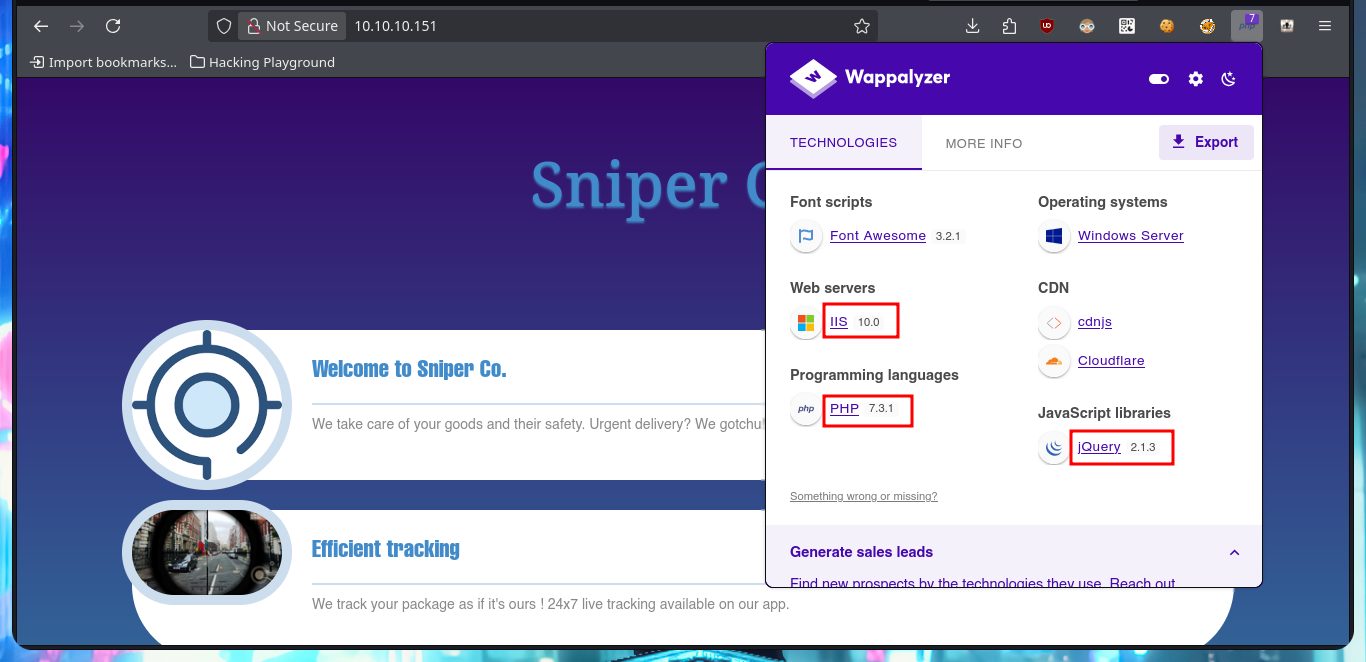 Not Secure 10.10.10.151
7
php
Import bookmarks... Hacking Playground
Wappalyzer
TECHNOLOGIES MORE INFO Export
Font scripts
Font Awesome 3.2.1
Operating systems
Windows Server
Web servers
IIS 10.0
CDN
cdnjs
Cloudflare
Programming languages
php PHP 7.3.1
JavaScript libraries
jQuery 2.1.3
Something wrong or missing?
Generate sales leads
Find new prospects by the technologies they use. Reach out
Sniper C
Welcome to Sniper Co.
We take care of your goods and their safety. Urgent delivery? We gotchu!
Efficient tracking
We track your package as if it's ours ! 24x7 live tracking available on our app.